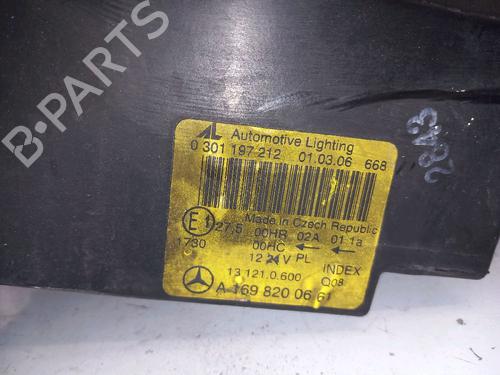 B-PARTS
AL Automotive Lighting
0 301 197 212 01.03.06 668
Made in Czech Republic
E1 27,5 00HR 02A 01 1a
1730 00HC
12 24 V PL INDEX
13 121.0.600 Q08
A 169 820 06 61
28A3